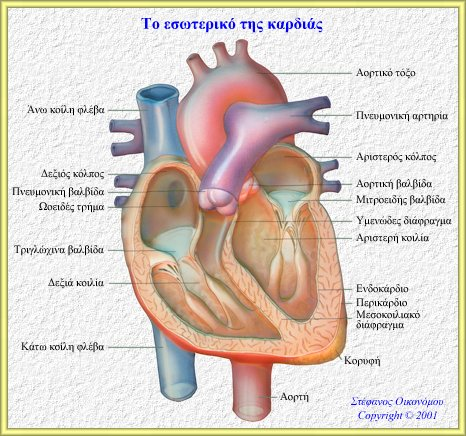 Το εσωτερικό της καρδιάς
Αορτικό τόξο
Άνω κοίλη φλέβα
Πνευμονική αρτηρία
Αριστερός κόλπος
Δεξιός κόλπος
Αορτική βαλβίδα
Πνευμονική βαλβίδα
Μιτροειδής βαλβίδα
Ωοειδές τρήμα
Υμενώδες διάφραγμα
Αριστερή κοιλία
Τριγλώχινα βαλβίδα
Δεξιά κοιλία
Ενδοκάρδιο
Περικάρδιο
Μεσοκοιλιακό
διάφραγμα
Κάτω κοίλη φλέβα
Κορυφή
Αορτή
Στέφανος Οικονόμου
Copyright © 2001